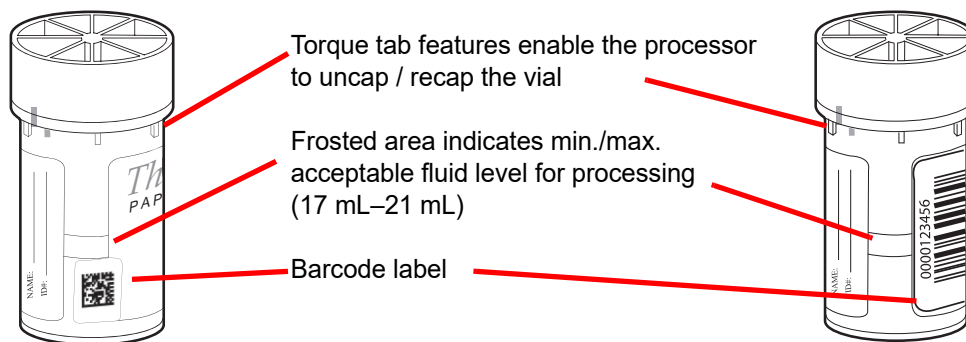 Torque tab features enable the processor
to uncap / recap the vial
Frosted area indicates min./max.
acceptable fluid level for processing
(17 mL–21 mL)
Barcode label
Th
PAP
NAME:
ID#:
NAME:
ID#:
0000123456